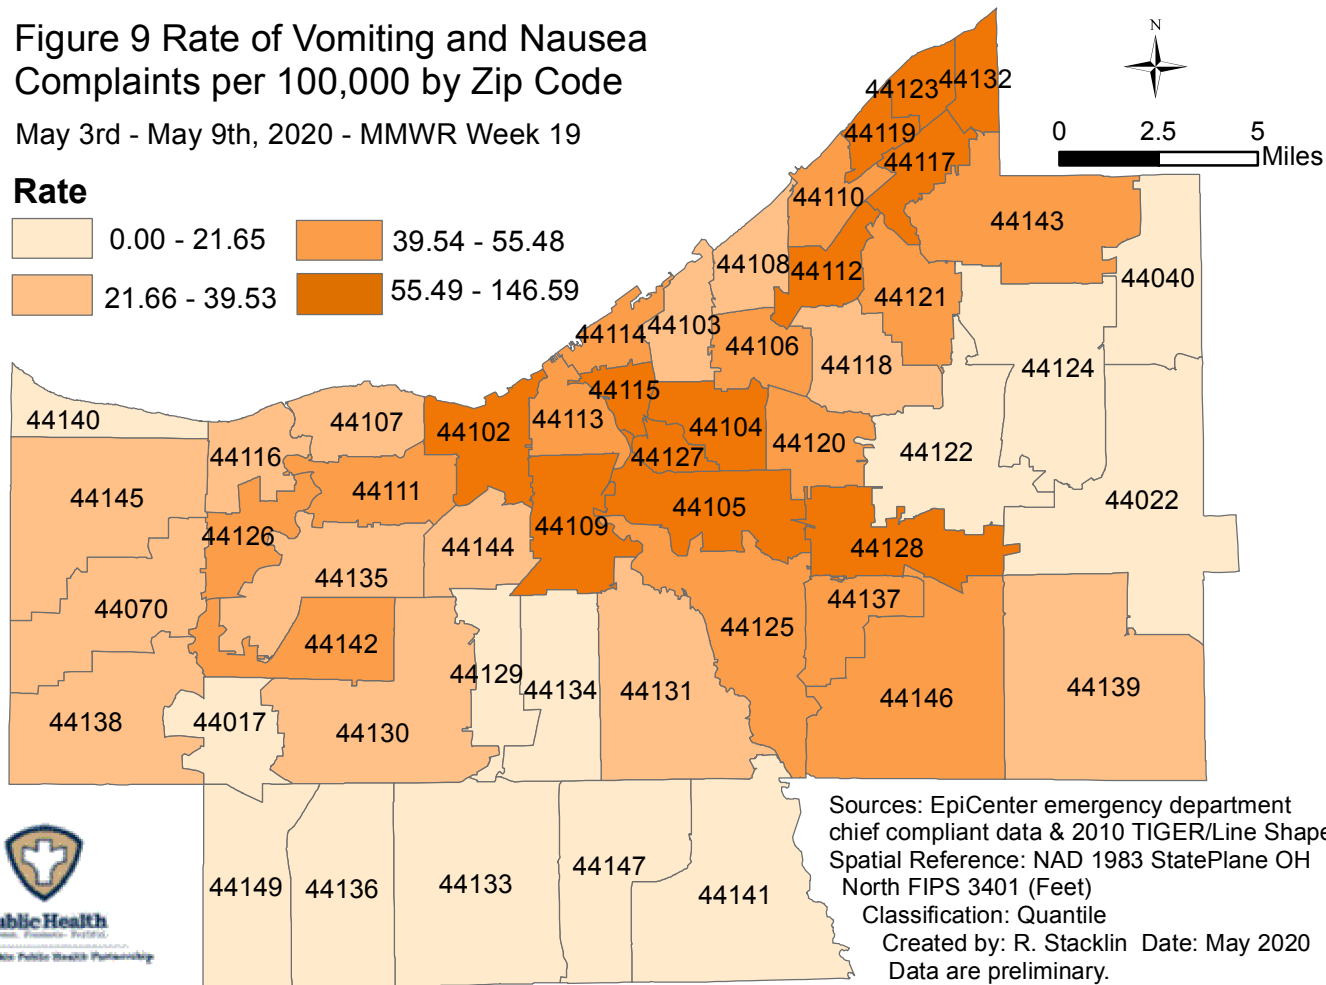 Figure 9 Rate of Vomiting and Nausea
Complaints per 100,000 by Zip Code
May 3rd - May 9th, 2020 - MMWR Week 19
Rate
0.00 - 21.65
39.54 - 55.48
21.66 - 39.53
55.49 - 146.59
N
0 2.5 5
Miles
44123
44132
44119
44117
44110
44143
44108
44112
44040
44121
44114
44103
44106
44118
44124
44115
44140
44107
44102
44113
44104
44120
44122
44116
44127
44145
44111
44105
44022
44126
44109
44144
44128
44135
44070
44137
44125
44142
44129
44134
44131
44146
44139
44138
44017
44130
44149
44136
44133
44147
44141
Sources: EpiCenter emergency department
chief compliant data & 2010 TIGER/Line Shape
Spatial Reference: NAD 1983 StatePlane OH
North FIPS 3401 (Feet)
Classification: Quantile
Created by: R. Stacklin Date: May 2020
Data are preliminary.
ublic Health
Public Health Partnership